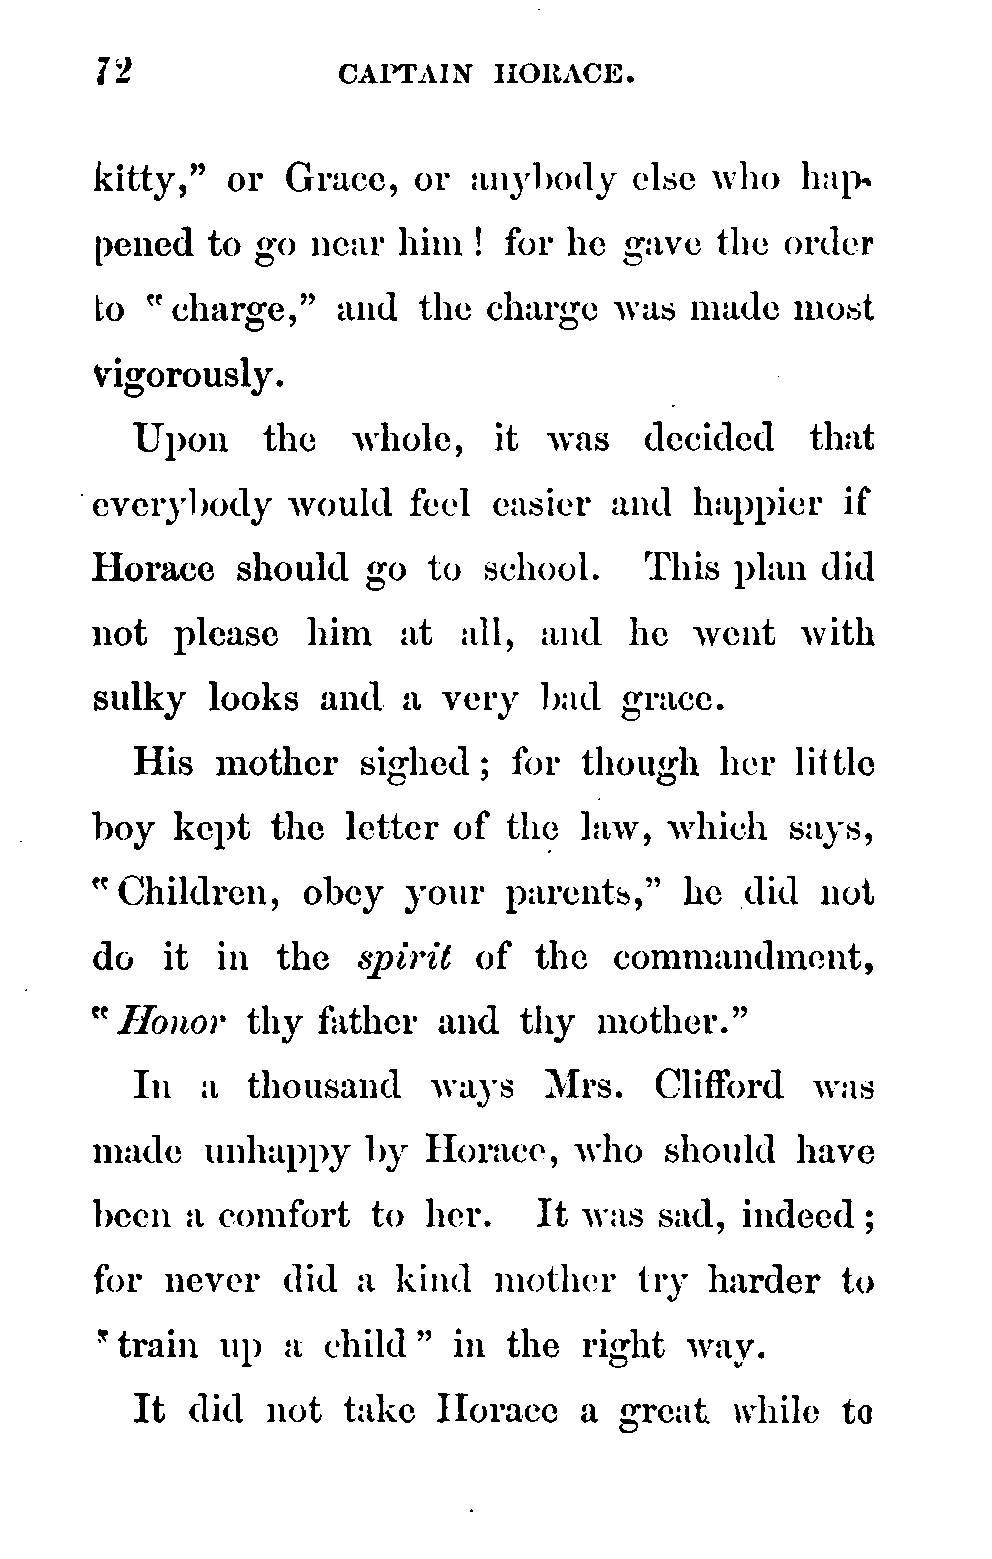 72 CAPTAIN HORACE.
kitty,” or Grace, or anybody else who hap-
pened to go near him! for he gave the order
to “charge,” and the charge was made most
vigorously.
Upon the whole, it was decided that
everybody would feel easier and happier if
Horace should go to school. This plan did
not please him at all, and he went with
sulky looks and a very bad grace.
His mother sighed; for though her little
boy kept the letter of the law, which says,
“Children, obey your parents,” he did not
do it in the spirit of the commandment,
“Honor thy father and thy mother.”
In a thousand ways Mrs. Clifford was
made unhappy by Horace, who should have
been a comfort to her. It was sad, indeed;
for never did a kind mother try harder to
“train up a child” in the right way.
It did not take Horace a great while to